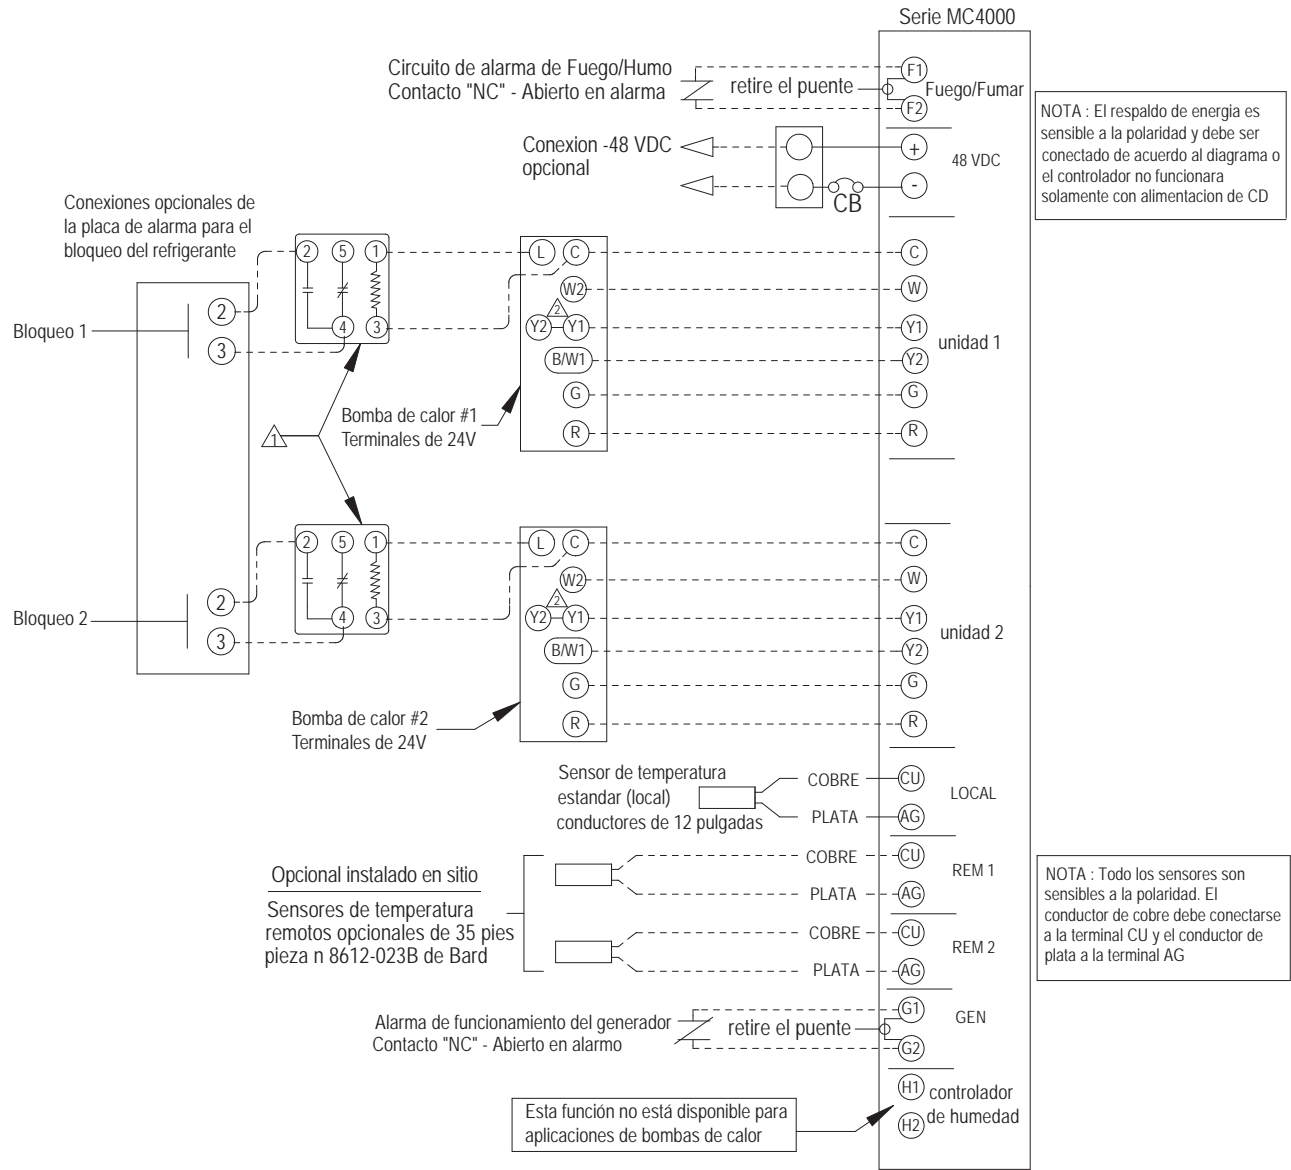 Serie MC4000
Circuito de alarma de Fuego/Humo
Contacto "NC" - Abierto en alarma
retire el puente
F1
Fuego/Fumar
F2
NOTA : El respaldo de energia es
sensible a la polaridad y debe ser
conectado de acuerdo al diagrama o
el controlador no funcionara
solamente con alimentacion de CD
Conexion -48 VDC
opcional
+
48 VDC
-
CB
Conexiones opcionales de
la placa de alarma para el
bloqueo del refrigerante
2 5 1
4 3
2
3
Bloqueo 1
L C
W2
2
Y2 Y1
B/W1
G
R
C
W
Y1
Y2
G
R
unidad 1
1
Bomba de calor #1
Terminales de 24V
2 5 1
4 3
2
3
Bloqueo 2
L C
W2
2
Y2 Y1
B/W1
G
R
C
W
Y1
Y2
G
R
unidad 2
Bomba de calor #2
Terminales de 24V
Sensor de temperatura
estandar (local)
conductores de 12 pulgadas
COBRE CU
PLATA AG
LOCAL
COBRE CU
PLATA AG
REM 1
COBRE CU
PLATA AG
REM 2
Opcional instalado en sitio
Sensores de temperatura
remotos opcionales de 35 pies
pieza n 8612-023B de Bard
NOTA : Todo los sensores son
sensibles a la polaridad. El
conductor de cobre debe conectarse
a la terminal CU y el conductor de
plata a la terminal AG
Alarma de funcionamiento del generador
Contacto "NC" - Abierto en alarmo
retire el puente
G1
GEN
G2
H1
controlador
de humedad
H2
Esta función no está disponible para
aplicaciones de bombas de calor